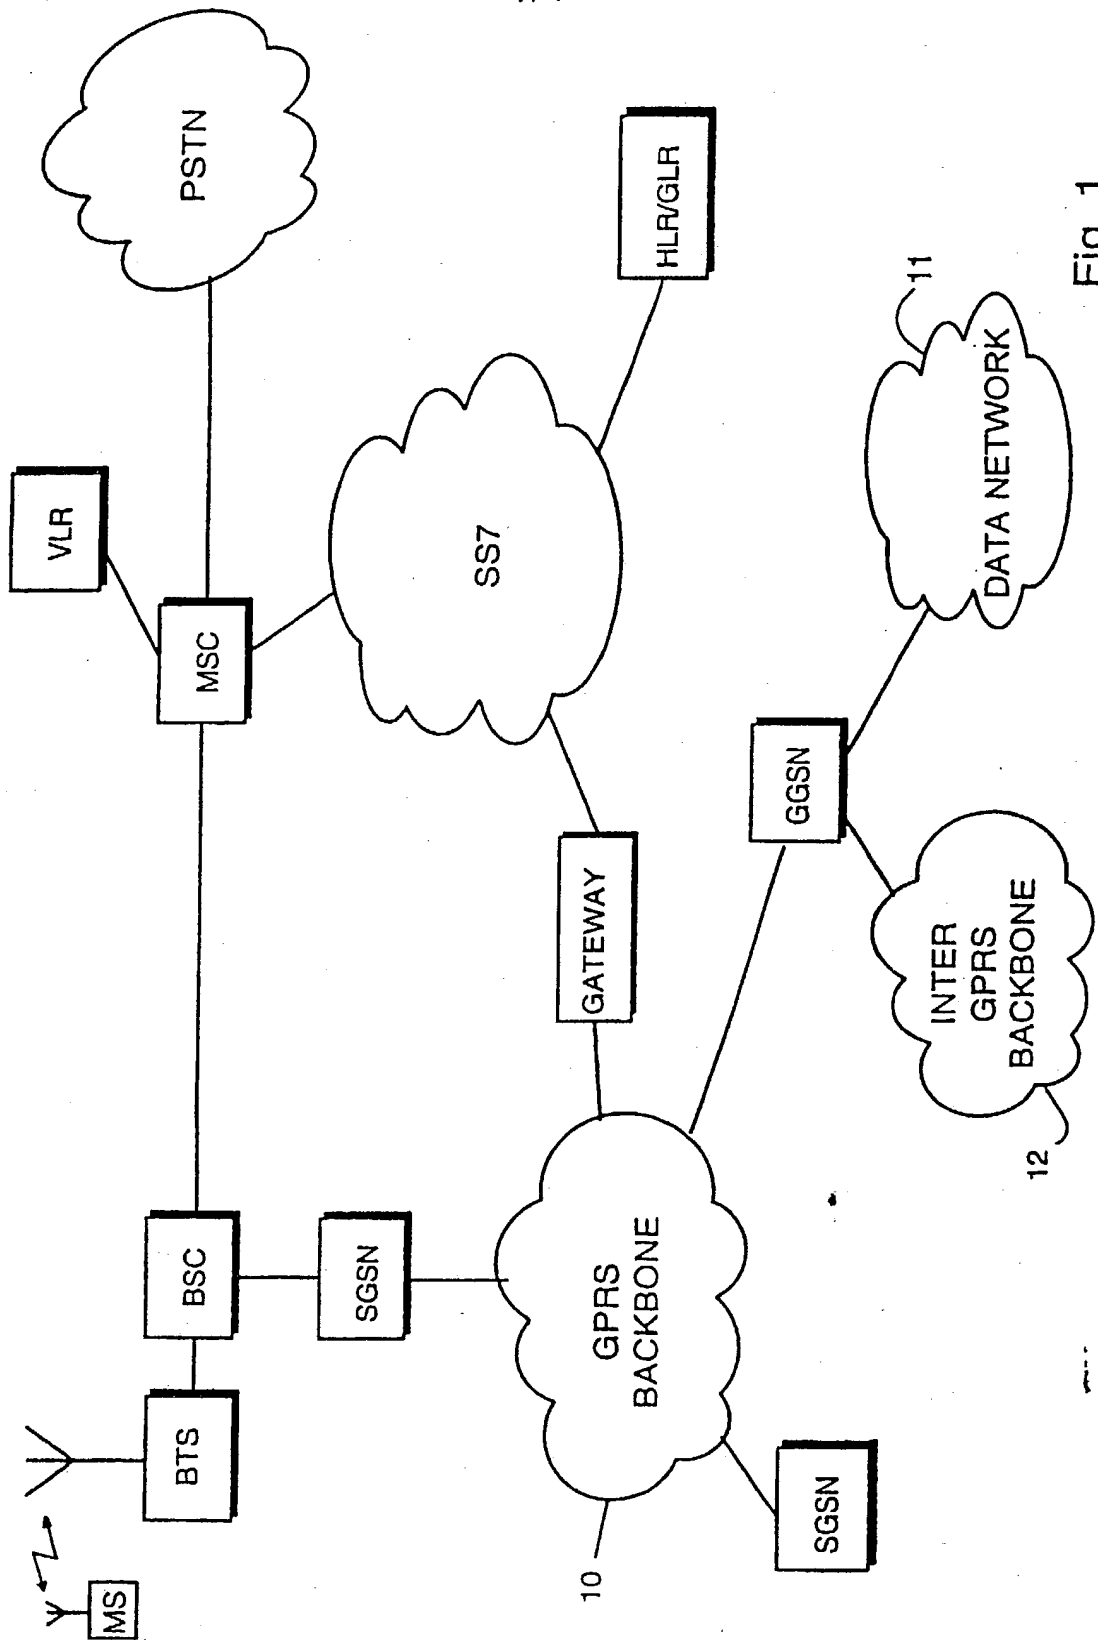 MS
BTS
BSC
MSC
VLR
PSTN
SGSN
SS7
HLR/GLR
GATEWAY
GPRS
BACKBONE
10
SGSN
GGSN
11
DATA NETWORK
INTER
GPRS
BACKBONE
12
Fig. 1